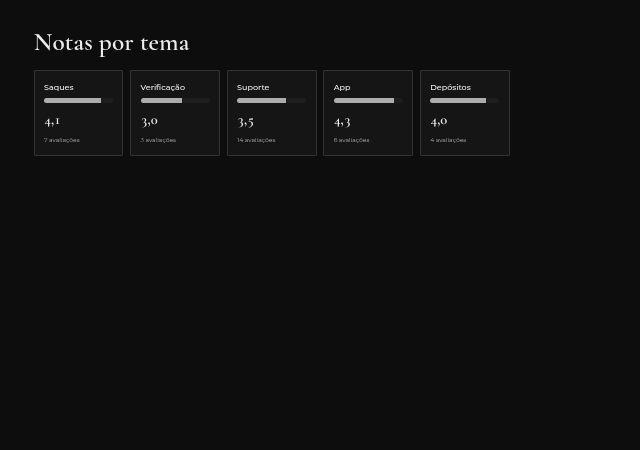 Notas por tema
Saques
4,1
7 avaliações
Verificação
3,0
3 avaliações
Suporte
3,5
14 avaliações
App
4,3
8 avaliações
Depósitos
4,0
4 avaliações